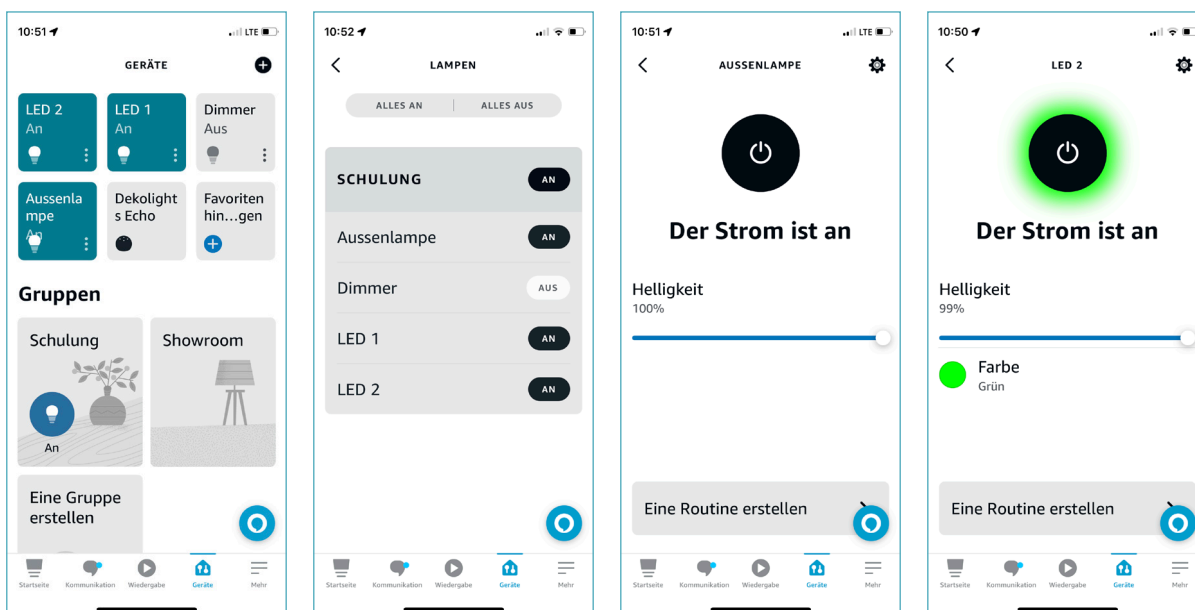 10:51
LTE
GERÄTE
LED 2
An
LED 1
An
Dimmer
Aus
Aussenla
mpe
An
Dekolight
s Echo
Favoriten
hin...gen
Gruppen
Schulung
An
Showroom
Eine Gruppe
erstellen
Startseite
Kommunikation
Wiedergabe
Geräte
Mehr
10:52
LAMPEN
ALLES AN
ALLES AUS
SCHULUNG
AN
Aussenlampe
AN
Dimmer
AUS
LED 1
AN
LED 2
AN
Startseite
Kommunikation
Wiedergabe
Geräte
Mehr
10:51
LTE
AUSSENLAMPE
Der Strom ist an
Helligkeit
100%
Eine Routine erstellen
Startseite
Kommunikation
Wiedergabe
Geräte
Mehr
10:50
LED 2
Der Strom ist an
Helligkeit
99%
Farbe
Grün
Eine Routine erstellen
Startseite
Kommunikation
Wiedergabe
Geräte
Mehr